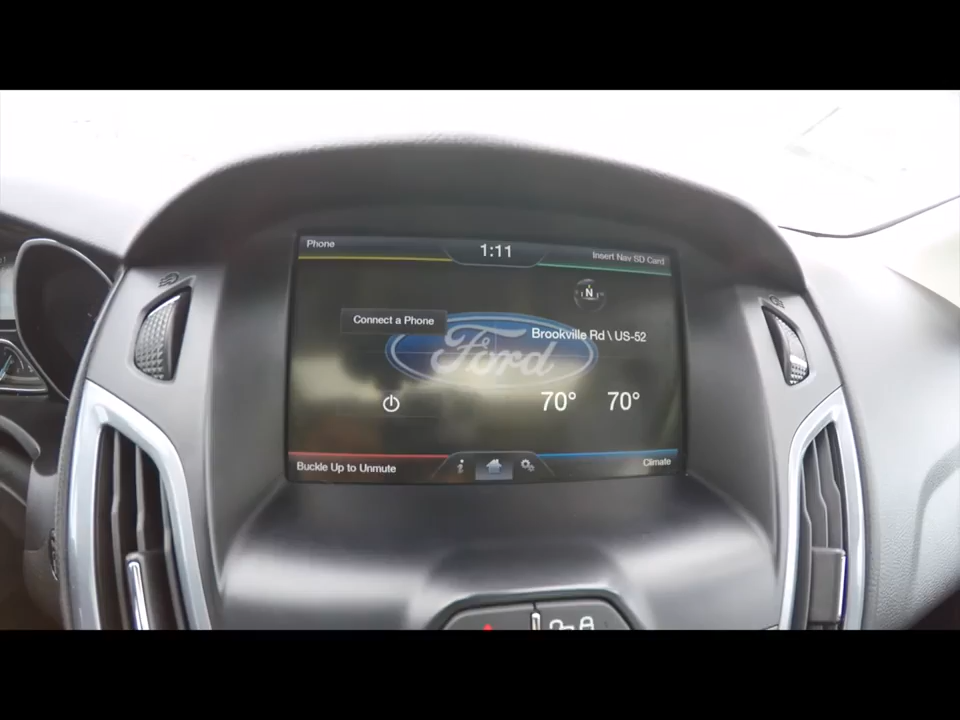 Phone
1:11
Insert Nav SD Card
N
Connect a Phone
Brookville Rd \ US-52
Ford
70° 70°
Buckle Up to Unmute
i
Climate